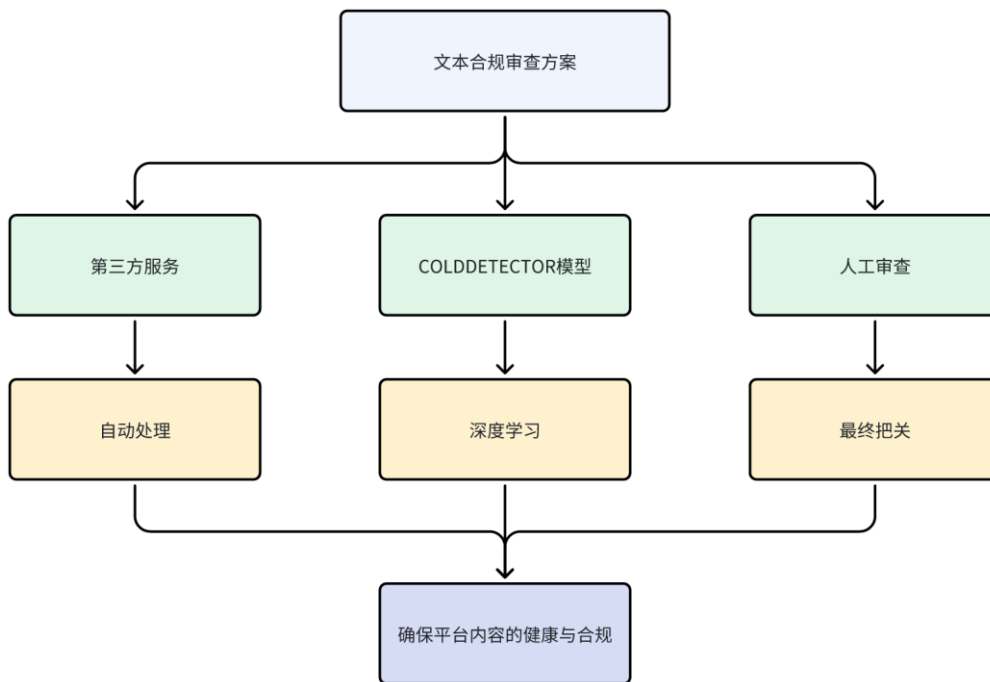 文本合规审查方案
第三方服务
COLDDETECTOR模型
人工审查
自动处理
深度学习
最终把关
确保平台内容的健康与合规